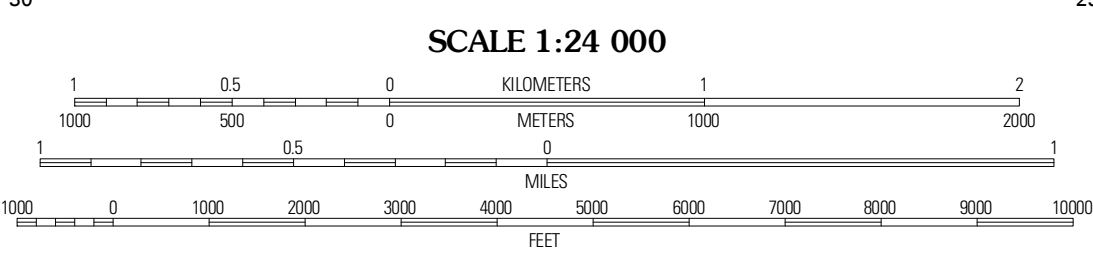 30
SCALE 1:24 000
1 0.5 0 KILOMETERS 1 2
1000 500 0 METERS 1000 2000
1 0.5 0 1
MILES
1000 0 1000 2000 3000 4000 5000 6000 7000 8000 9000 10000
FEET